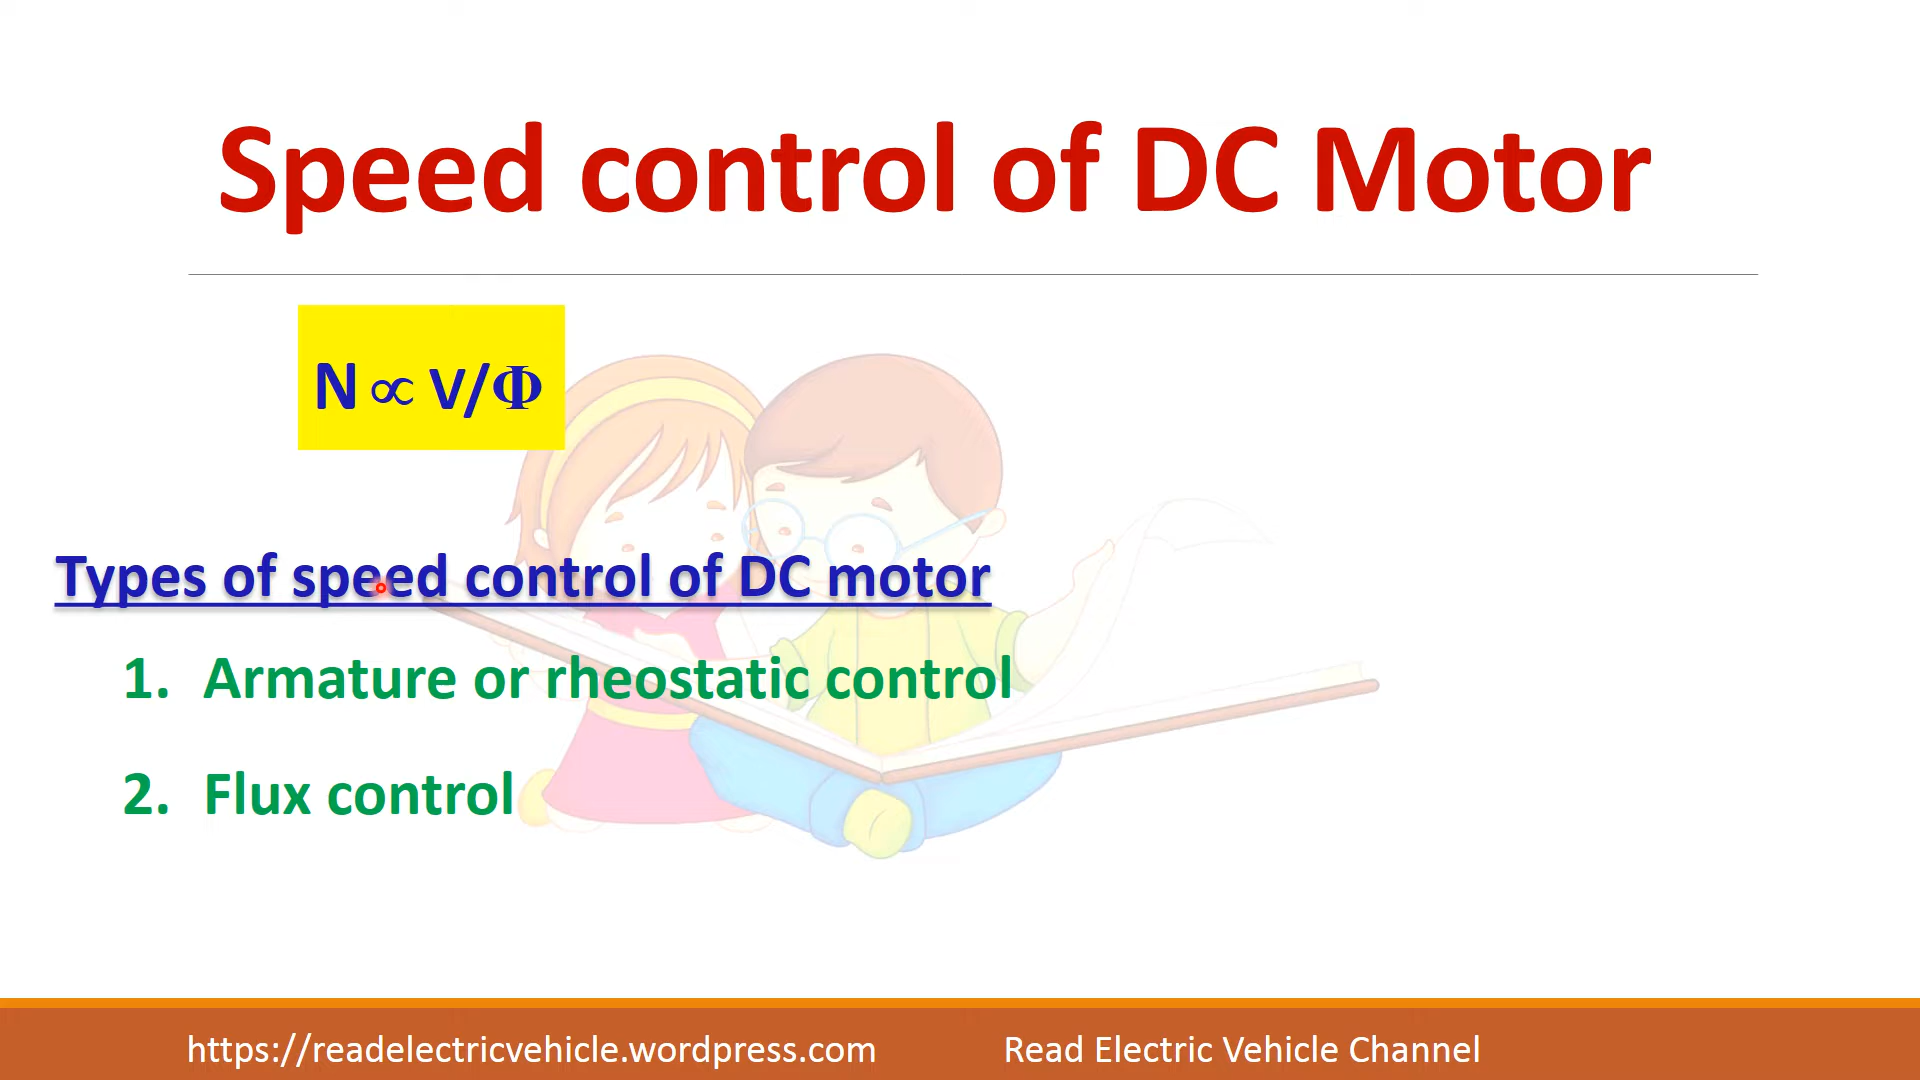 Speed control of DC Motor
N ∝ V/Φ
Types of speed control of DC motor
1. Armature or rheostatic control
2. Flux control
https://readelectricvehicle.wordpress.com Read Electric Vehicle Channel